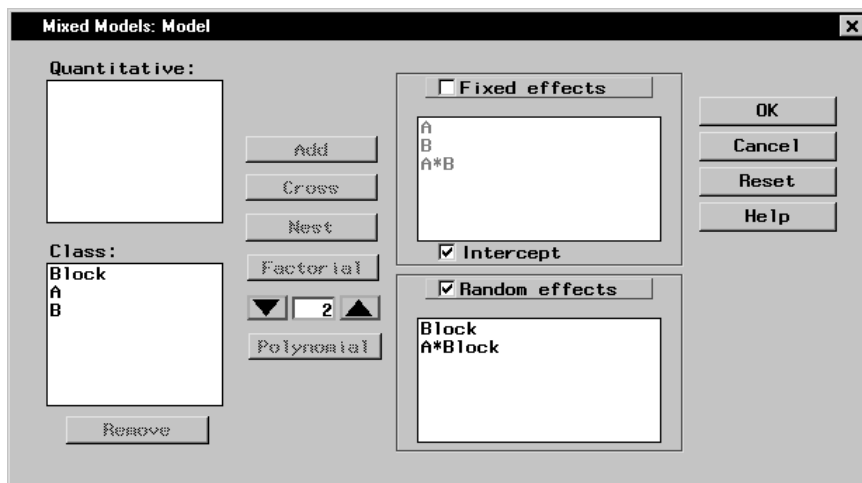 Mixed Models: Model
Quantitative:
Class:
Block
A
B
Remove
Add
Cross
Nest
Factorial
2
Polynomial
Fixed effects
A
B
A*B
Intercept
Random effects
Block
A*Block
OK
Cancel
Reset
Help